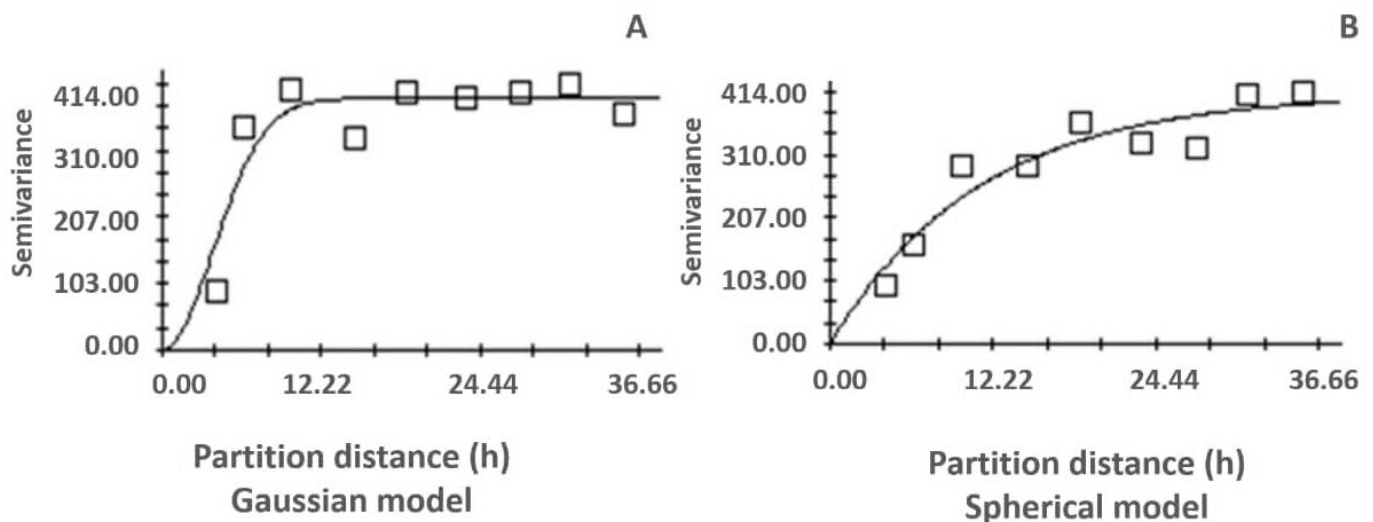 A
Semivariance
414.00
310.00
207.00
103.00
0.00
0.00 12.22 24.44 36.66
Partition distance (h)
Gaussian model
B
Semivariance
414.00
310.00
207.00
103.00
0.00
0.00 12.22 24.44 36.66
Partition distance (h)
Spherical model